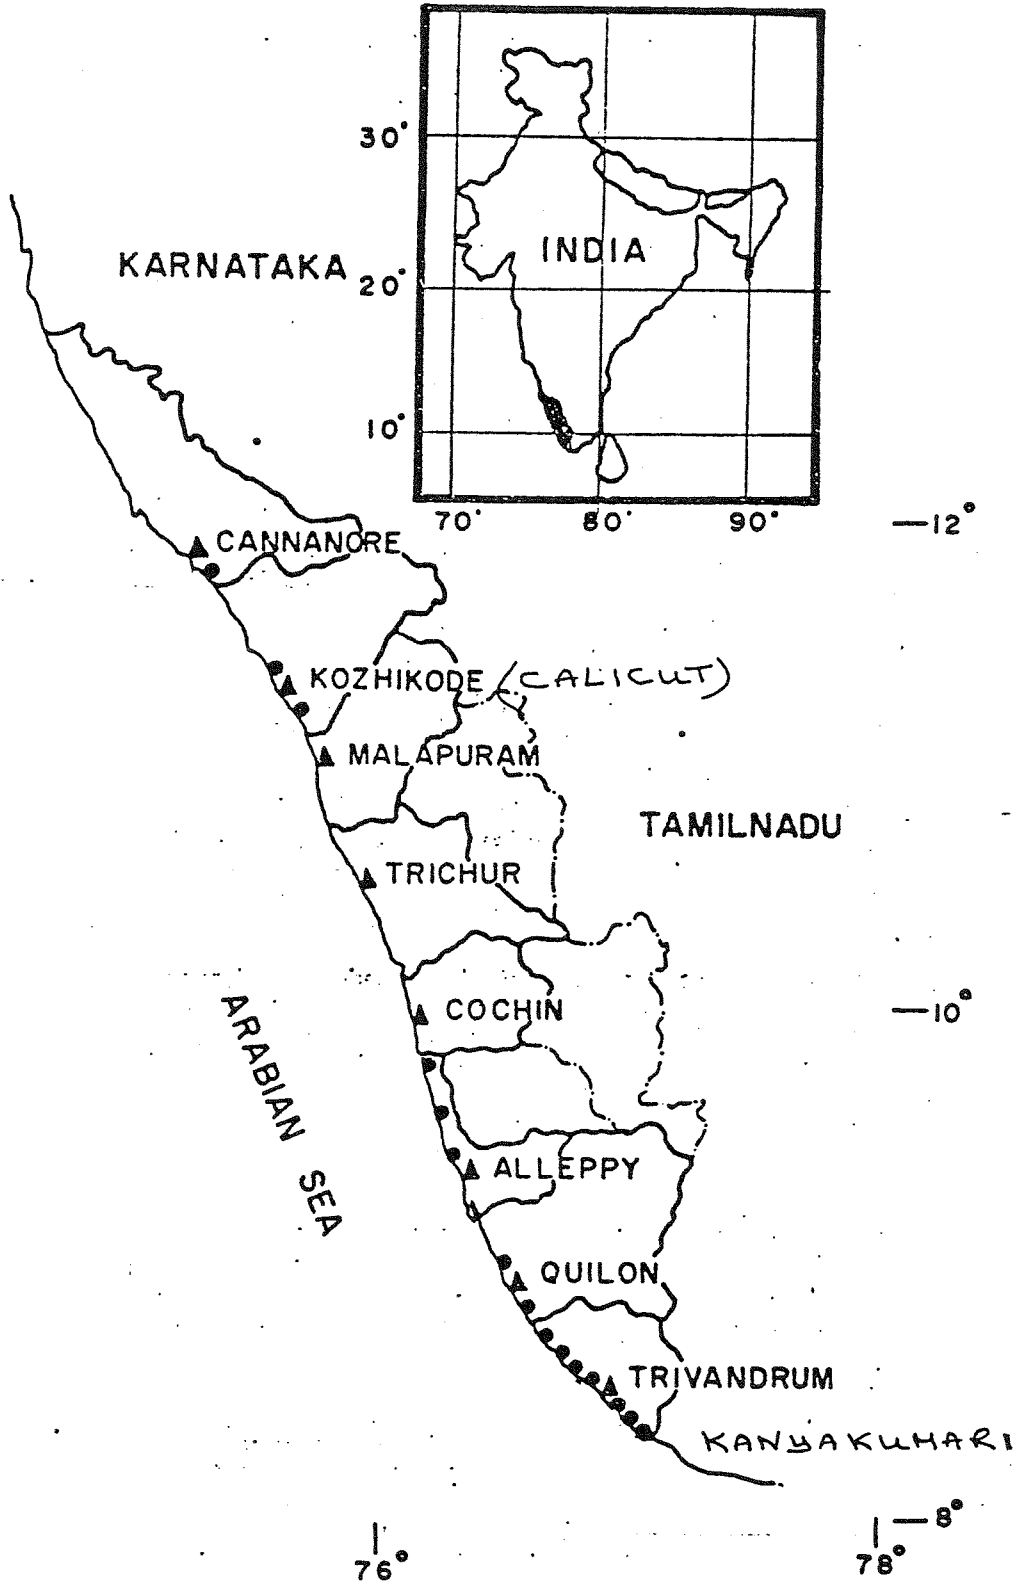 30°
KARNATAKA
INDIA
20°
10°
70°
80°
90°
12°
CANNANORE
KOZHIKODE (CALICUT)
MALAPURAM
TAMILNADU
TRICHUR
COCHIN
10°
ARABIAN SEA
ALLEPPY
QUILON
TRIVANDRUM
KANYAKUMARI
8°
76°
78°